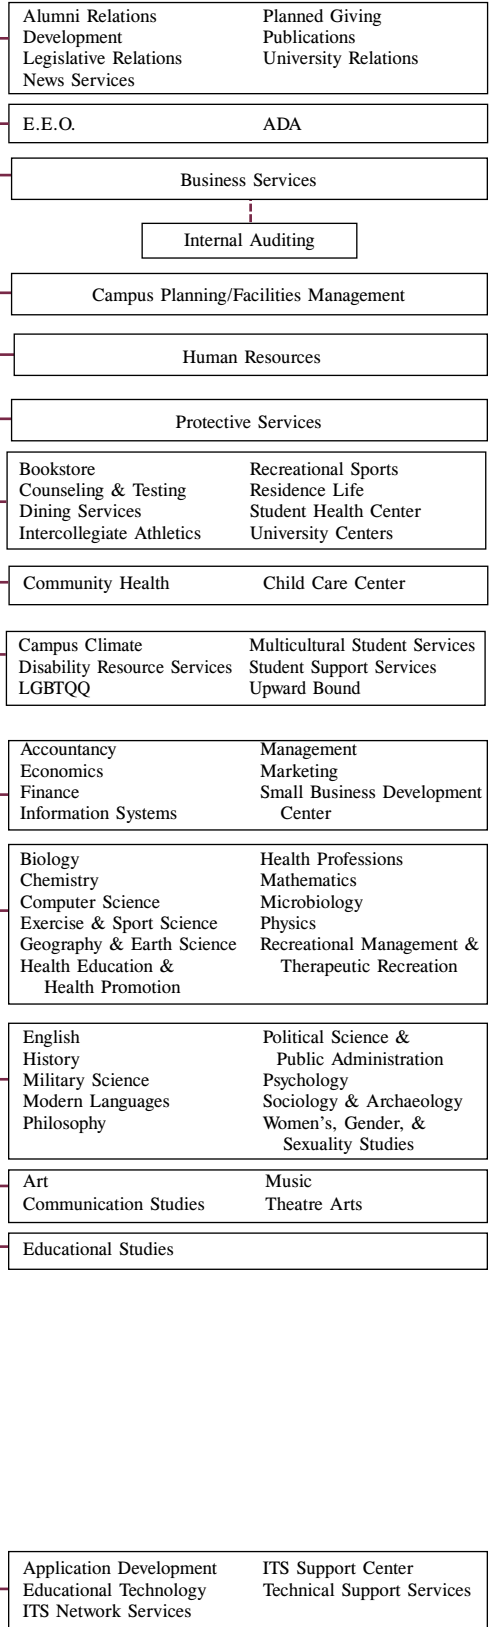 Alumni Relations
Development
Legislative Relations
News Services
Planned Giving
Publications
University Relations
E.E.O.
ADA
Business Services
Internal Auditing
Campus Planning/Facilities Management
Human Resources
Protective Services
Bookstore
Counseling & Testing
Dining Services
Intercollegiate Athletics
Recreational Sports
Residence Life
Student Health Center
University Centers
Community Health
Child Care Center
Campus Climate
Disability Resource Services
LGBTQQ
Multicultural Student Services
Student Support Services
Upward Bound
Accountancy
Economics
Finance
Information Systems
Management
Marketing
Small Business Development
Center
Biology
Chemistry
Computer Science
Exercise & Sport Science
Geography & Earth Science
Health Education &
Health Promotion
Health Professions
Mathematics
Microbiology
Physics
Recreational Management &
Therapeutic Recreation
English
History
Military Science
Modern Languages
Philosophy
Political Science &
Public Administration
Psychology
Sociology & Archaeology
Women's, Gender, &
Sexuality Studies
Art
Communication Studies
Music
Theatre Arts
Educational Studies
Application Development
Educational Technology
ITS Network Services
ITS Support Center
Technical Support Services